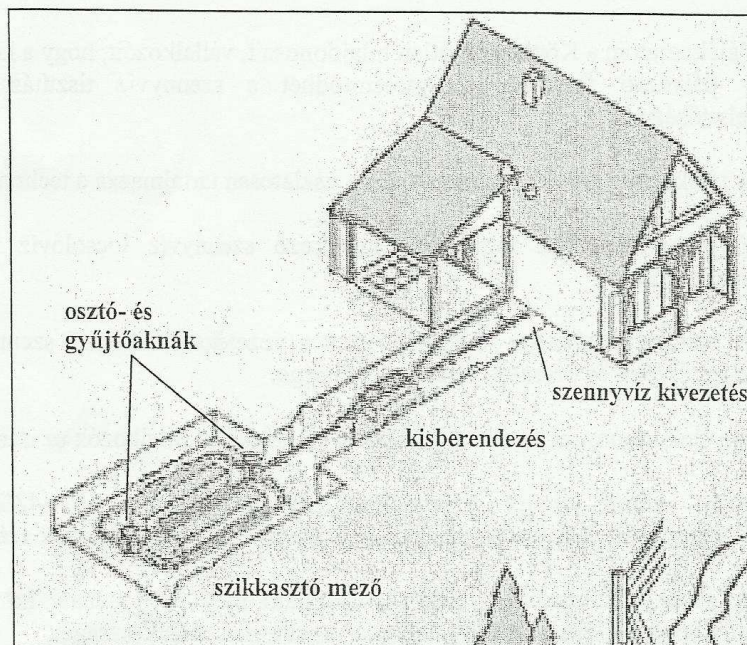 osztó- és
gyűjtőaknák
szennyvíz kivezetés
kisberendezés
szikkasztó mező